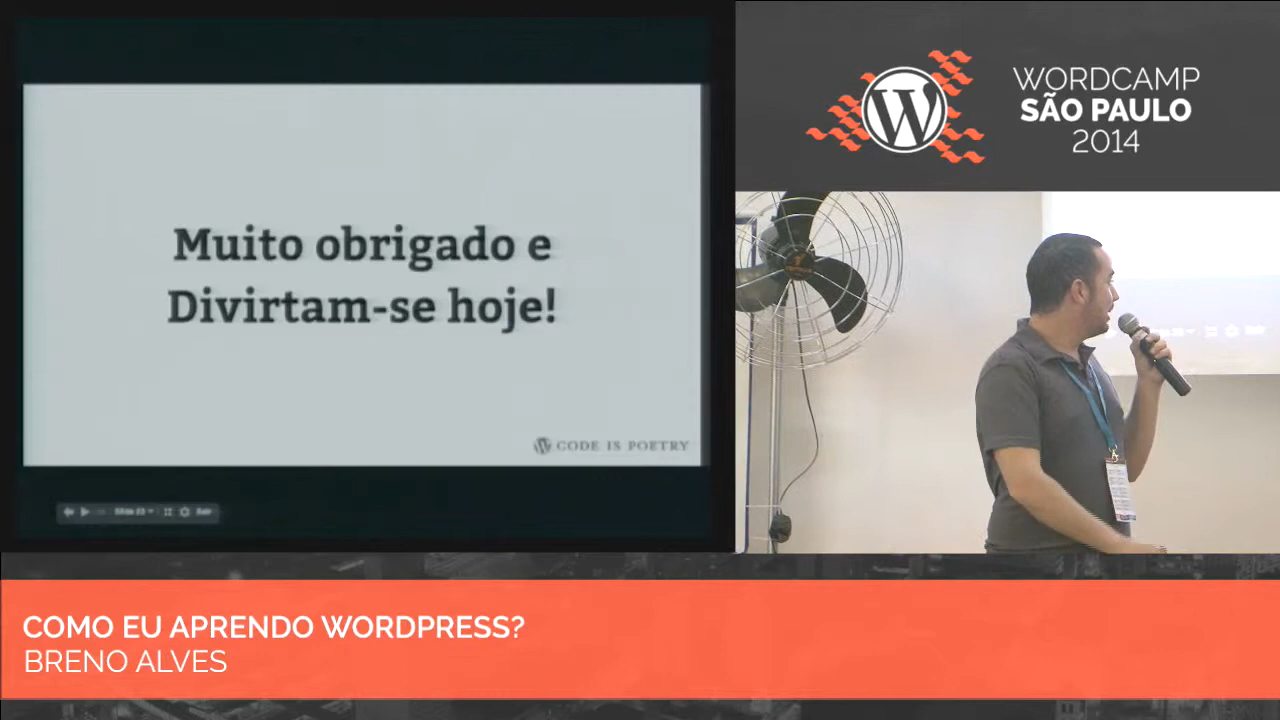 Muito obrigado e
Divirtam-se hoje!
CODE IS POETRY
WORDCAMP
SÃO PAULO
2014
COMO EU APRENDO WORDPRESS?
BRENO ALVES